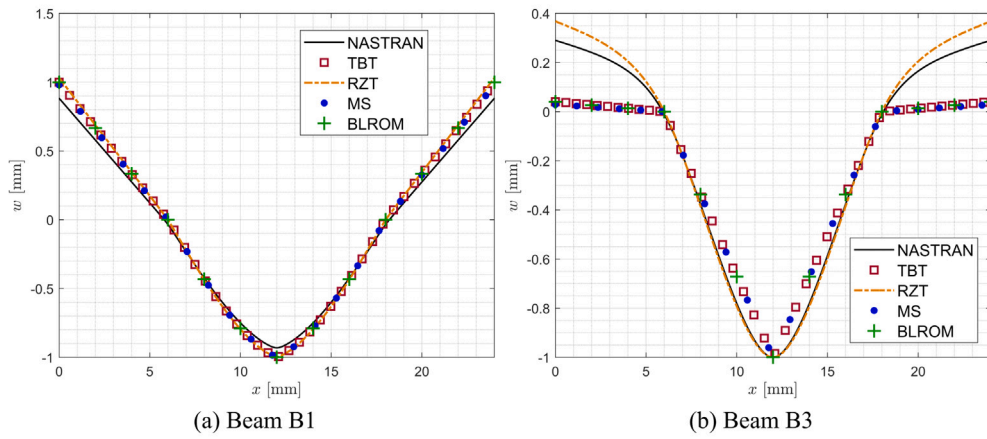 1.5
1
0.5
0
-0.5
-1
w [mm]
0 5 10 15 20
x [mm]
NASTRAN
TBT
RZT
MS
BLROM
(a) Beam B1
0.4
0.2
0
-0.2
-0.4
-0.6
-0.8
-1
w [mm]
0 5 10 15 20
x [mm]
NASTRAN
TBT
RZT
MS
BLROM
(b) Beam B3